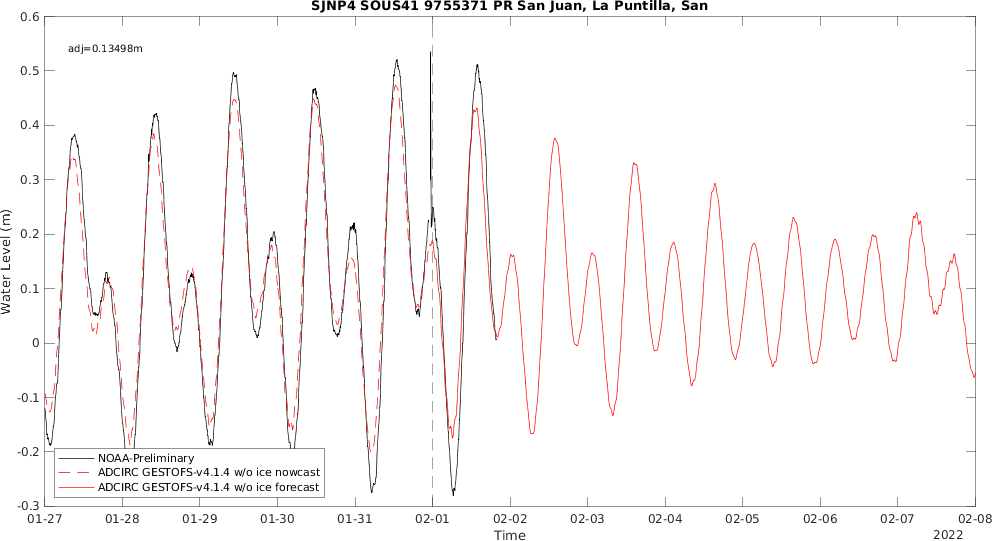 SJNP4 SOUS41 9755371 PR San Juan, La Puntilla, San
adj=0.13498m
Water Level (m)
0.6
0.5
0.4
0.3
0.2
0.1
0
-0.1
-0.2
-0.3
NOAA-Preliminary
ADCIRC GESTOFS-v4.1.4 w/o ice nowcast
ADCIRC GESTOFS-v4.1.4 w/o ice forecast
01-27 01-28 01-29 01-30 01-31 02-01 02-02 02-03 02-04 02-05 02-06 02-07 02-08
Time
2022